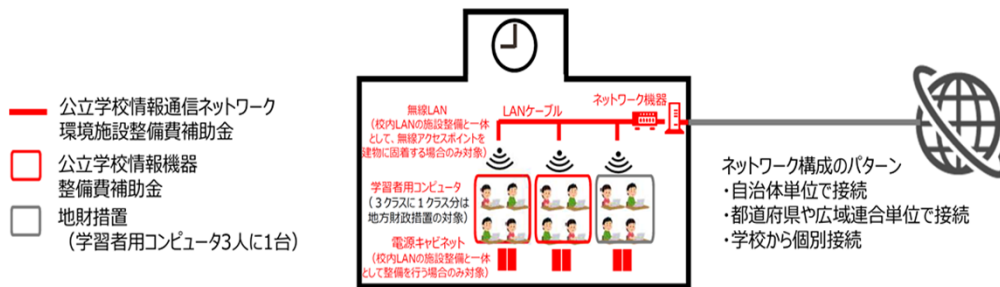 公立学校情報通信ネットワーク
環境施設整備費補助金
公立学校情報機器
整備費補助金
地財措置
（学習者用コンピュータ3人に1台）
無線LAN
（校内LANの施設整備と一体
として、無線アクセスポイントを
建物に固着する場合のみ対象）
LANケーブル
ネットワーク機器
学習者用コンピュータ
（３クラスに１クラス分は
地方財政措置の対象）
電源キャビネット
（校内LANの施設整備と一体
として整備を行う場合のみ対象）
ネットワーク構成のパターン
・自治体単位で接続
・都道府県や広域連合単位で接続
・学校から個別接続